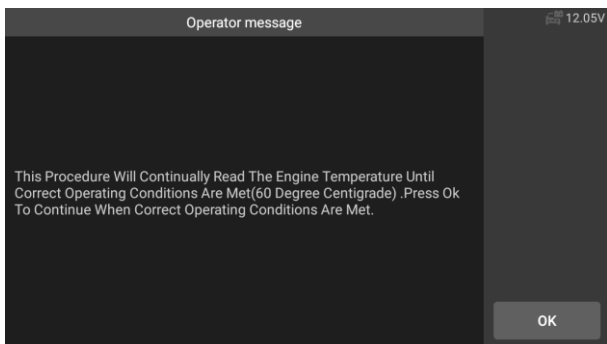 Operator message
12.05V
This Procedure Will Continually Read The Engine Temperature Until
Correct Operating Conditions Are Met(60 Degree Centigrade) .Press Ok
To Continue When Correct Operating Conditions Are Met.
OK